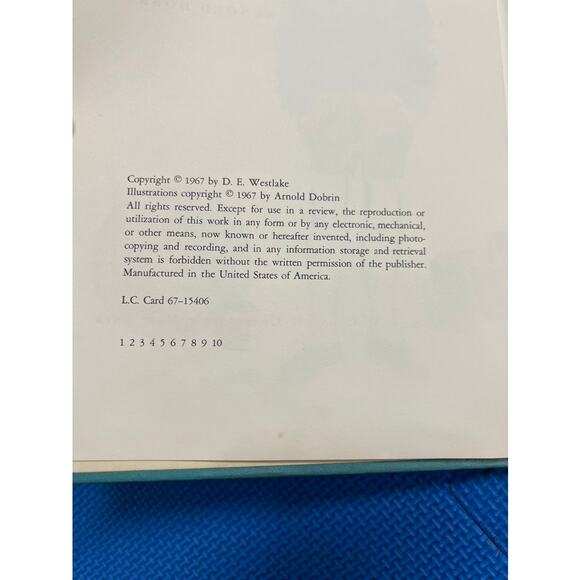 Copyright © 1967 by D. E. Westlake
Illustrations copyright © 1967 by Arnold Dobrin
All rights reserved. Except for use in a review, the reproduction or
utilization of this work in any form or by any electronic, mechanical,
or other means, now known or hereafter invented, including photo-
copying and recording, and in any information storage and retrieval
system is forbidden without the written permission of the publisher.
Manufactured in the United States of America.
L.C. Card 67-15406
1 2 3 4 5 6 7 8 9 10